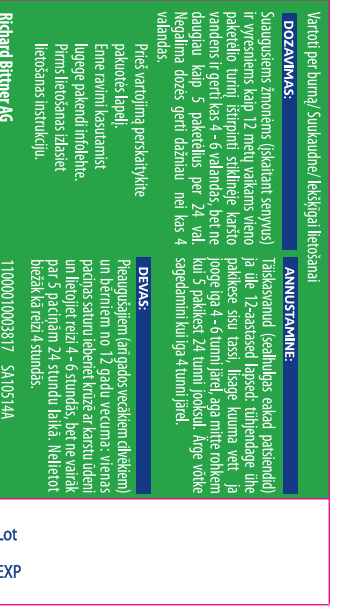 Vartoti per burną/ Suukaudne/ Iekšķīgai lietošanai
DOZAVIMAS:
Suaugusiems žmonėms (įskaitant senyvus)
ir vyresniems kaip 12 metų vaikams vieno
paketėlio turinį ištirpinti stiklinėje karšto
vandens ir gerti kas 4 - 6 valandas, bet ne
daugiau kaip 5 paketėlius per 24 val.
Negalima dozės gerti dažniau nei kas 4
valandas.
Prieš vartojimą perskaitykite
pakuotės lapelį.
Enne ravimi kasutamist
lugege pakendi infolehte.
Pirms lietošanas izlasiet
lietošanas instrukciju.
Richard Bittner AG
ANNUSTAMINE:
Täiskasvanud (sealhulgas eakad patsiendid)
ja üle 12-aastased lapsed: tühjendage ühe
pakikese sisu tassi, lisage kuuma vett ja
jooge iga 4 - 6 tunni järel, aga mitte rohkem
kui 5 pakikest 24 tunni jooksul. Ärge võtke
sagedamini kui iga 4 tunni järel.
DEVAS:
Pieaugušajiem (arī gados vecākiem cilvēkiem)
un bērniem no 12 gadu vecuma: vienas
paciņas saturu ieberiet krūzē ar karstu ūdeni
un lietojiet reizi 4 - 6 stundās, bet ne vairāk
par 5 paciņām 24 stundu laikā. Nelietot
biežāk kā reizi 4 stundās.
11000010003817 SA10514A
Lot
EXP